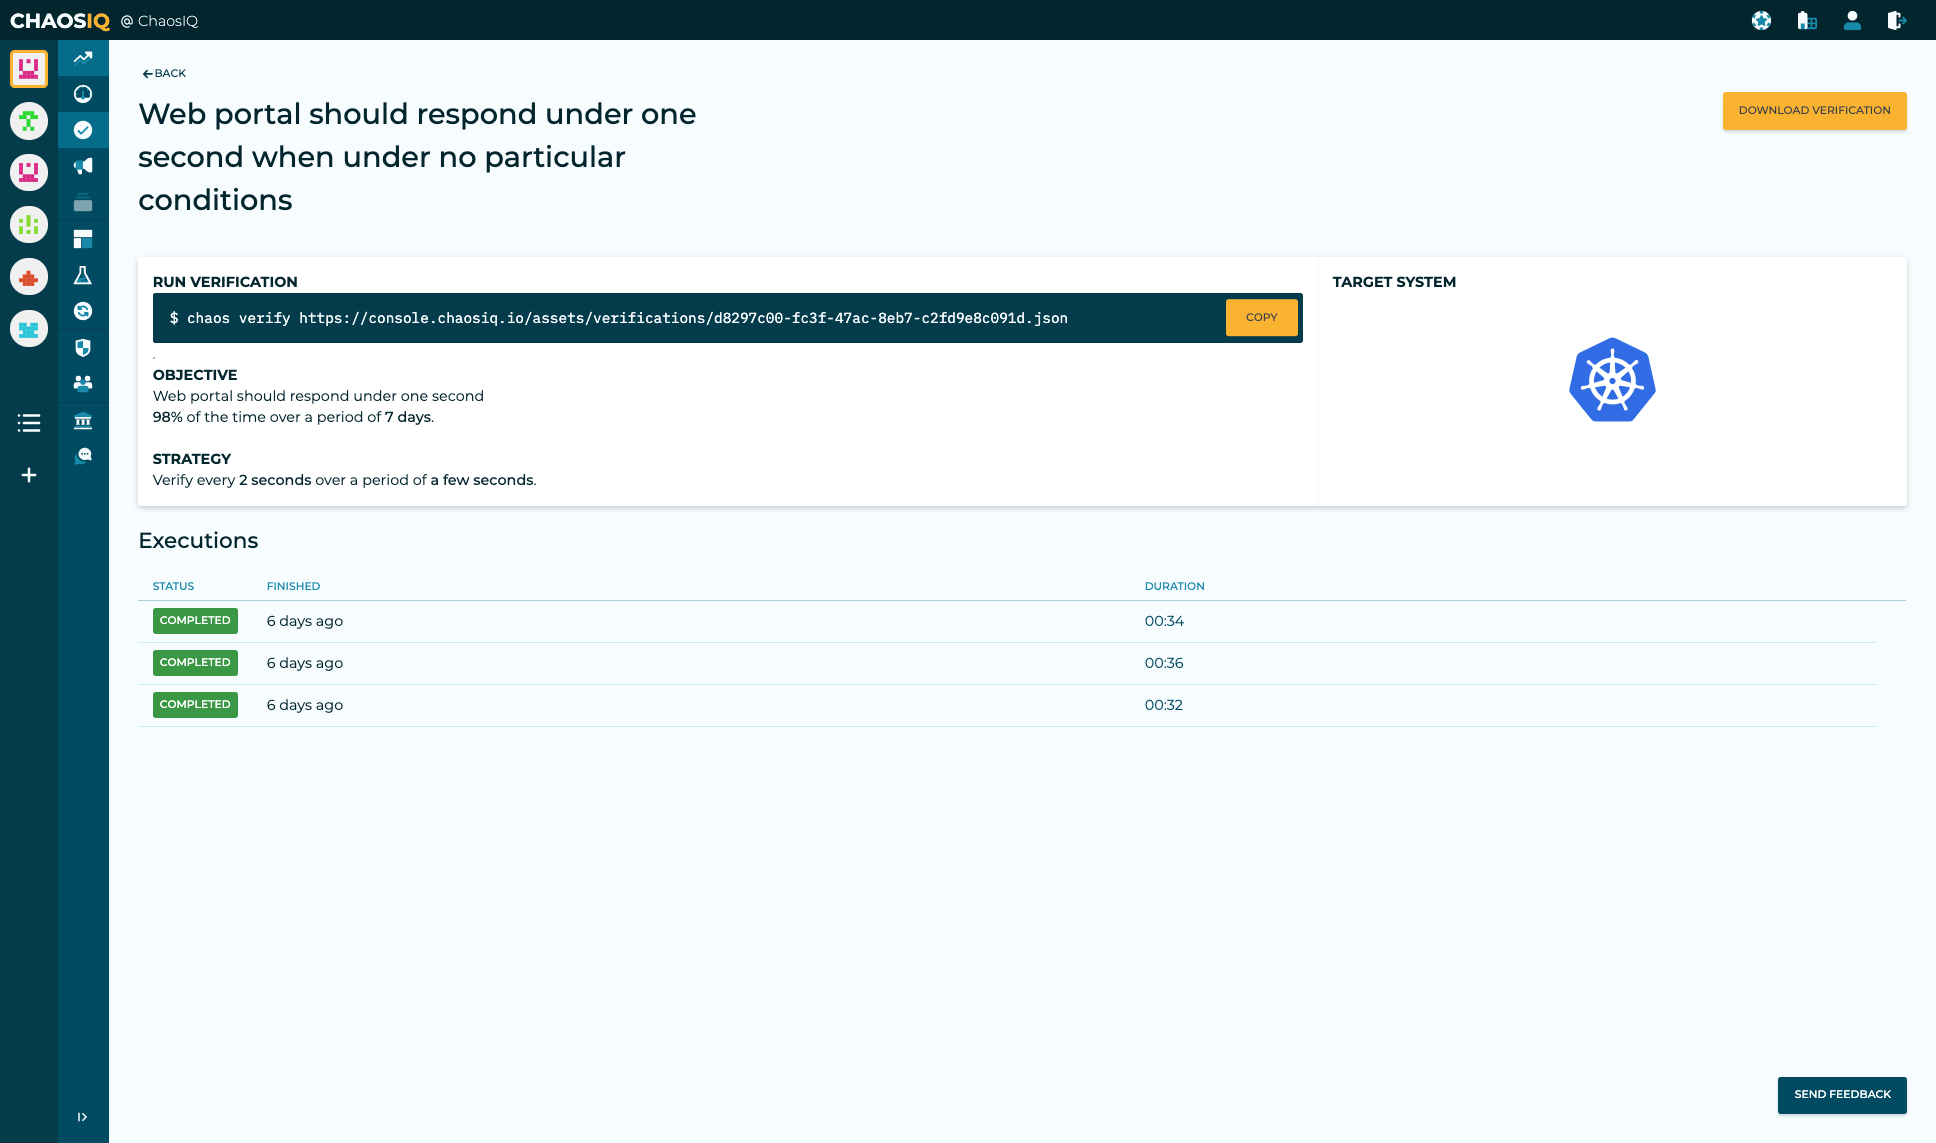 CHAOSIQ @ ChaosIQ
BACK
Web portal should respond under one
second when under no particular
conditions
DOWNLOAD VERIFICATION
RUN VERIFICATION
$ chaos verify https://console.chaosiq.io/assets/verifications/d8297c00-fc3f-47ac-8eb7-c2fd9e8c091d.json
COPY
OBJECTIVE
Web portal should respond under one second
98% of the time over a period of 7 days.
STRATEGY
Verify every 2 seconds over a period of a few seconds.
TARGET SYSTEM
Executions
STATUS FINISHED DURATION
COMPLETED 6 days ago 00:34
COMPLETED 6 days ago 00:36
COMPLETED 6 days ago 00:32
SEND FEEDBACK